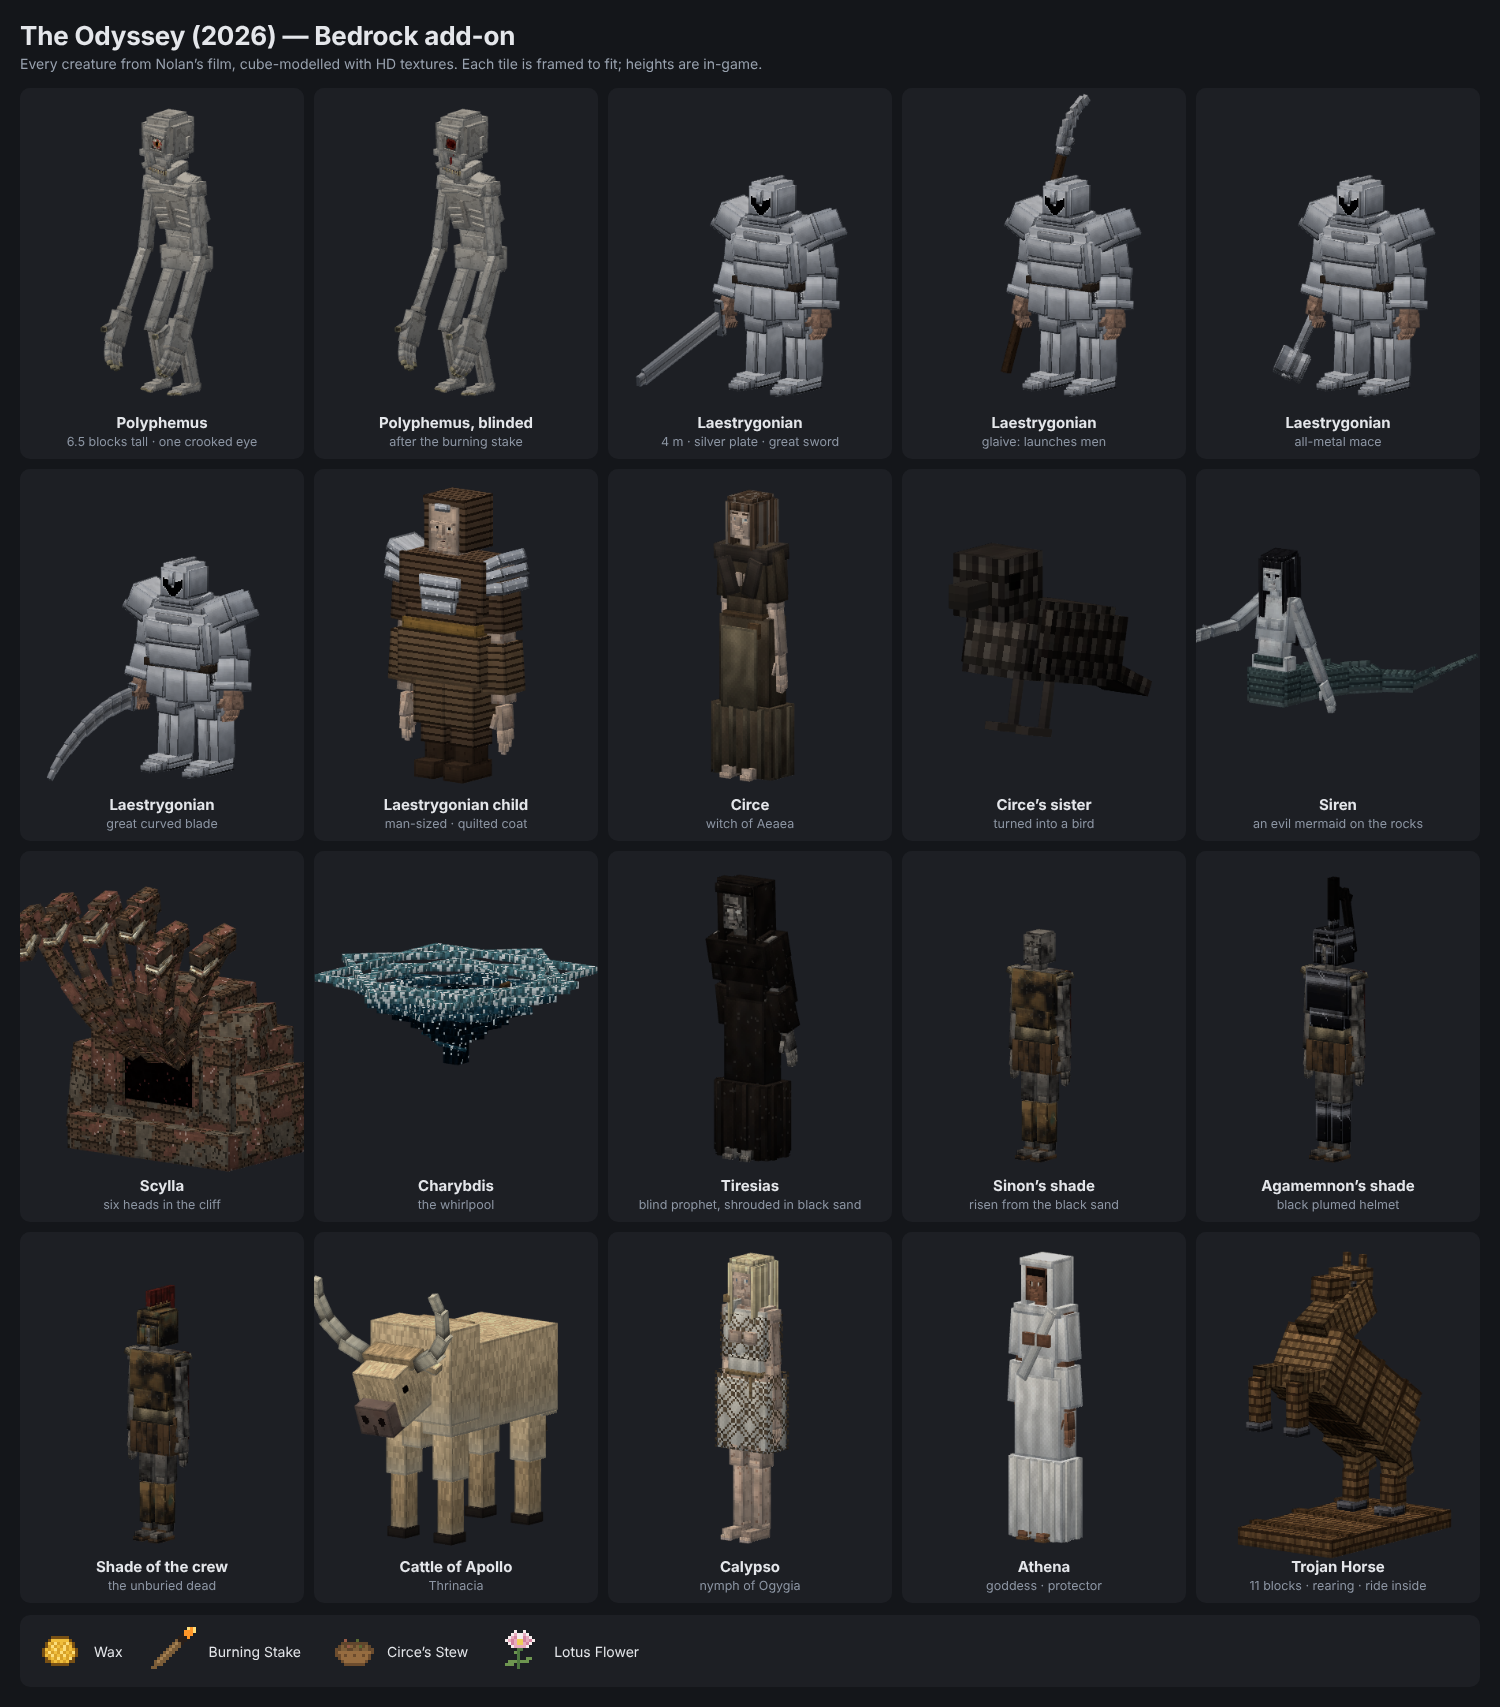 The Odyssey (2026) — Bedrock add-on
Every creature from Nolan's film, cube-modelled with HD textures. Each tile is framed to fit; heights are in-game.
Polyphemus
6.5 blocks tall · one crooked eye
Polyphemus, blinded
after the burning stake
Laestrygonian
4 m · silver plate · great sword
Laestrygonian
glaive: launches men
Laestrygonian
all-metal mace
Laestrygonian
great curved blade
Laestrygonian child
man-sized · quilted coat
Circe
witch of Aeaea
Circe's sister
turned into a bird
Siren
an evil mermaid on the rocks
Scylla
six heads in the cliff
Charybdis
the whirlpool
Tiresias
blind prophet, shrouded in black sand
Sinon's shade
risen from the black sand
Agamemnon's shade
black plumed helmet
Shade of the crew
the unburied dead
Cattle of Apollo
Thrinacia
Calypso
nymph of Ogygia
Athena
goddess · protector
Trojan Horse
11 blocks · rearing · ride inside
Wax
Burning Stake
Circe's Stew
Lotus Flower